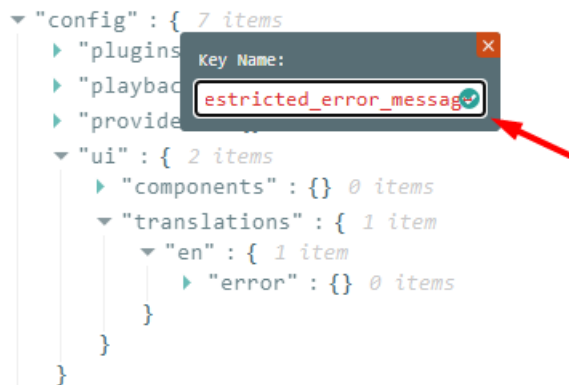 "config" : { 7 items
"plugins
Key Name:
"playbac
estricted_error_message
"provide
"ui" : { 2 items
"components" : {} 0 items
"translations" : { 1 item
"en" : { 1 item
"error" : {} 0 items
}
}
}